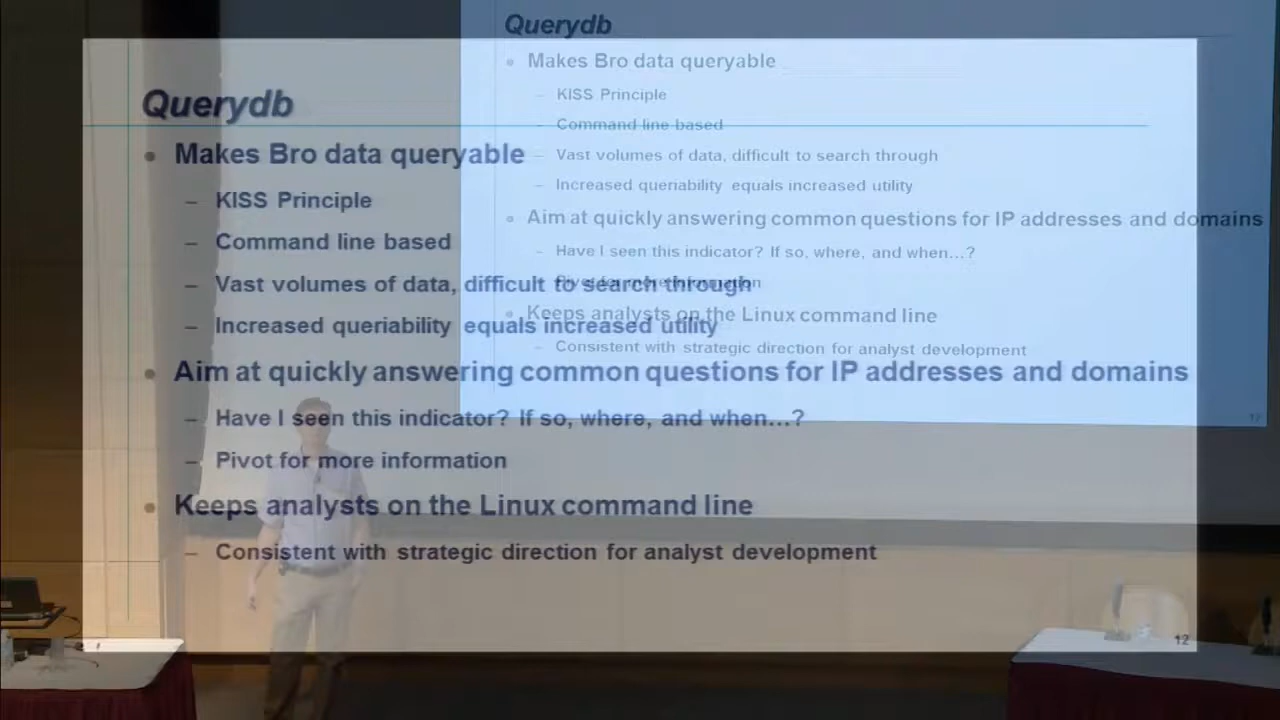 Querydb
Makes Bro data queryable
– KISS Principle
– Command line based
– Vast volumes of data, difficult to search through
– Increased queriability equals increased utility
Aim at quickly answering common questions for IP addresses and domains
– Have I seen this indicator? If so, where, and when...?
– Pivot for more information
Keeps analysts on the Linux command line
– Consistent with strategic direction for analyst development
12
Querydb
Makes Bro data queryable
– KISS Principle
– Command line based
– Vast volumes of data, difficult to search through
– Increased queriability equals increased utility
Aim at quickly answering common questions for IP addresses and domains
– Have I seen this indicator? If so, where, and when...?
– Pivot for more information
Keeps analysts on the Linux command line
– Consistent with strategic direction for analyst development
12